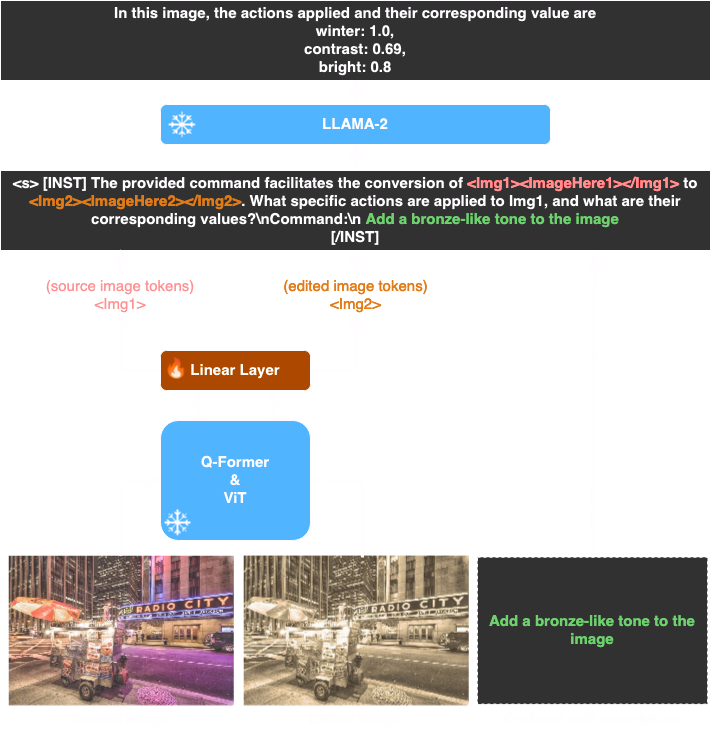 In this image, the actions applied and their corresponding value are
winter: 1.0,
contrast: 0.69,
bright: 0.8
LLAMA-2
<s> [INST] The provided command facilitates the conversion of <Img1><ImageHere1></Img1> to
<Img2><ImageHere2></Img2>. What specific actions are applied to Img1, and what are their
corresponding values?\nCommand:\n Add a bronze-like tone to the image
[/INST]
(source image tokens)
<Img1>
(edited image tokens)
<Img2>
Linear Layer
Q-Former
&
ViT
RADIO CITY
RADIO CITY
Add a bronze-like tone to the
image